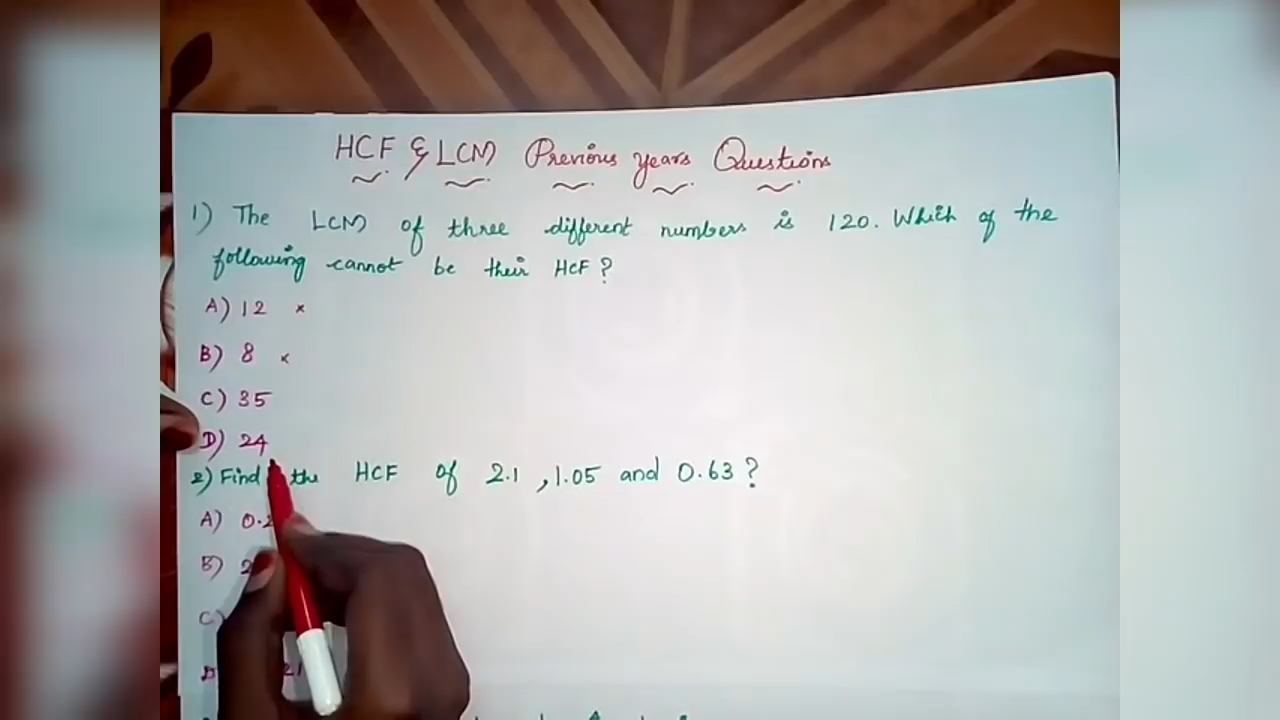 HCF & LCM Previous years Questions
1) The LCM of three different numbers is 120. Which of the
following cannot be their HCF?
A) 12 ×
B) 8 ×
C) 35
D) 24
2) Find the HCF of 2.1 , 1.05 and 0.63 ?
A)
B)
C)
D)